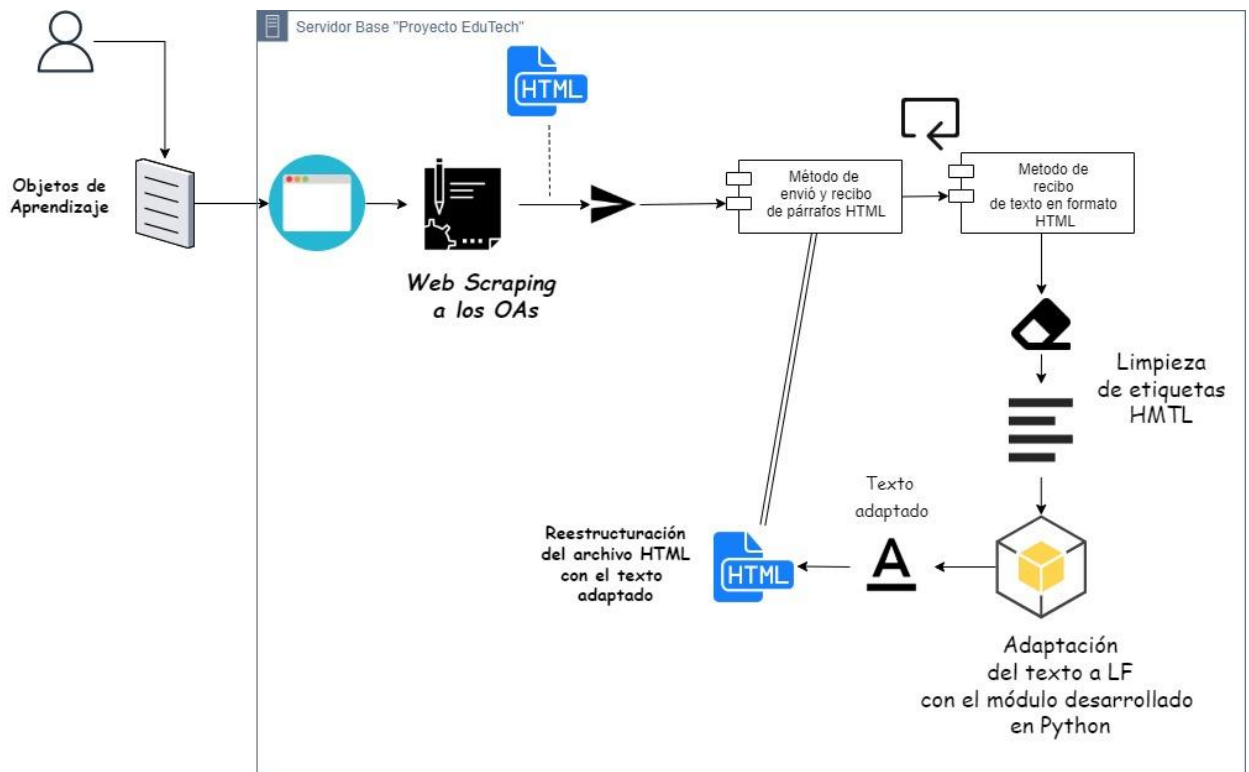 Servidor Base "Proyecto EduTech"
HTML
Objetos de
Aprendizaje
Web Scraping
a los OAs
Método de
envió y recibo
de párrafos HTML
Metodo de
recibo
de texto en formato
HTML
Limpieza
de etiquetas
HMTL
Texto
adaptado
A
Reestructuración
del archivo HTML
con el texto
adaptado
HTML
Adaptación
del texto a LF
con el módulo desarrollado
en Python